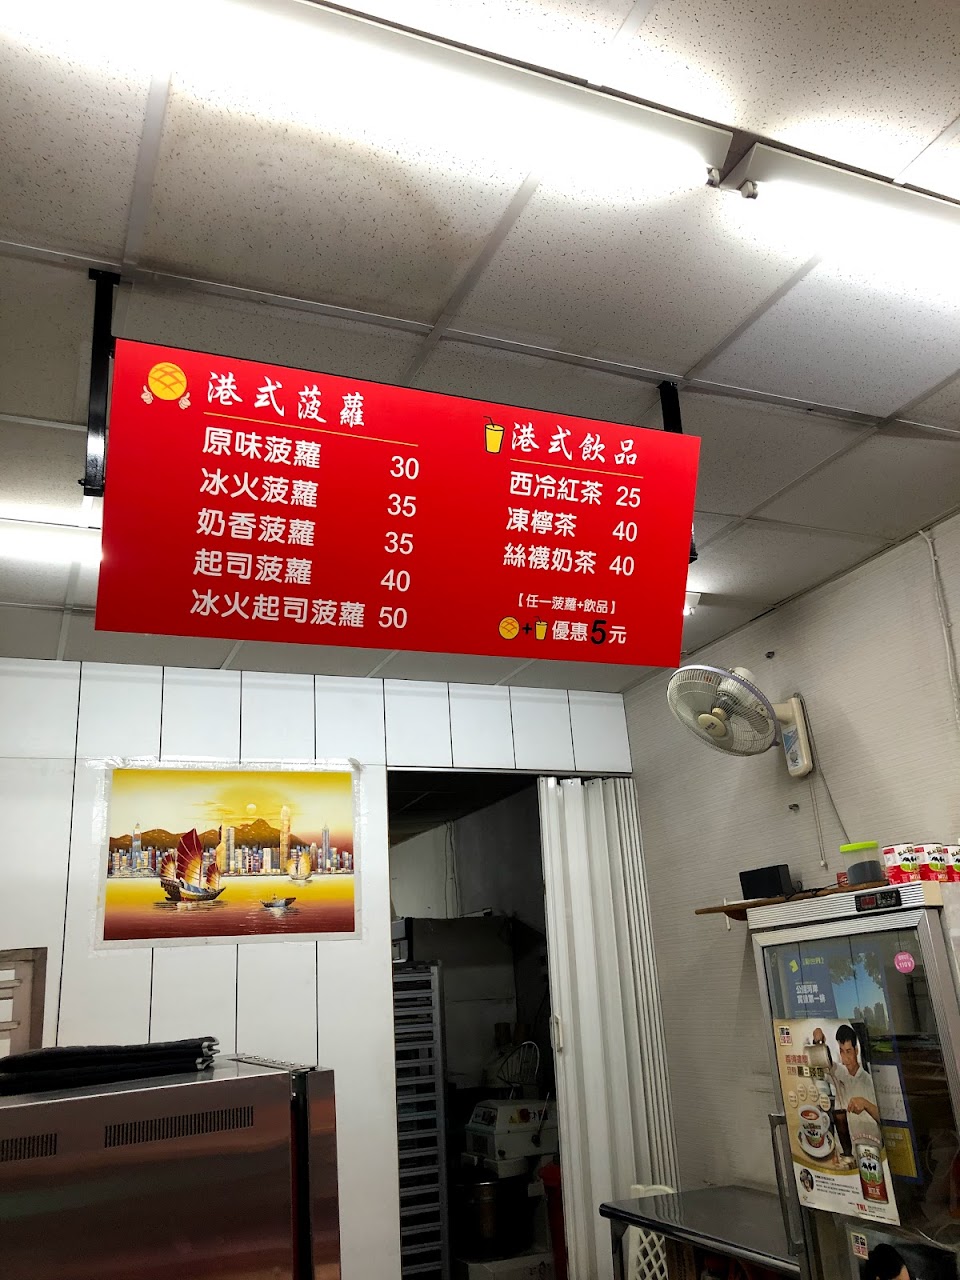 港式菠蘿
原味菠蘿 30
冰火菠蘿 35
奶香菠蘿 35
起司菠蘿 40
冰火起司菠蘿 50
港式飲品
西冷紅茶 25
凍檸茶 40
絲襪奶茶 40
【任一菠蘿+飲品】
+ 優惠5元
110V
THL